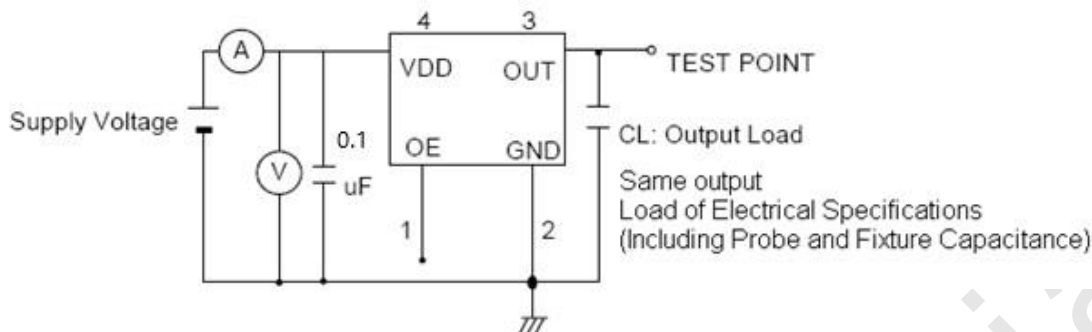 4
3
A
VDD
OUT
TEST POINT
Supply Voltage
0.1
uF
V
OE
GND
CL: Output Load
Same output
Load of Electrical Specifications
(Including Probe and Fixture Capacitance)
1
2